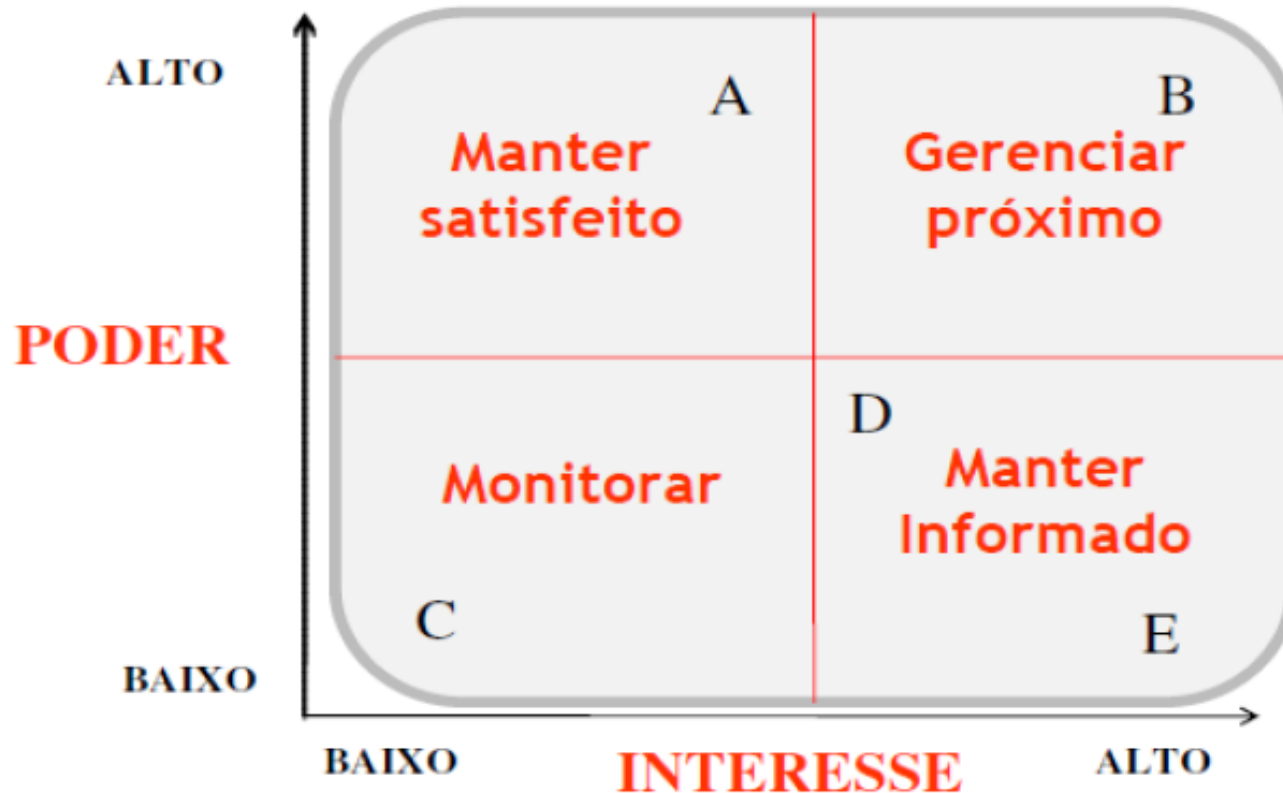 ALTO
A
B
Manter
satisfeito
Gerenciar
próximo
PODER
D
Monitorar
Manter
Informado
C
E
BAIXO
BAIXO
INTERESSE
ALTO